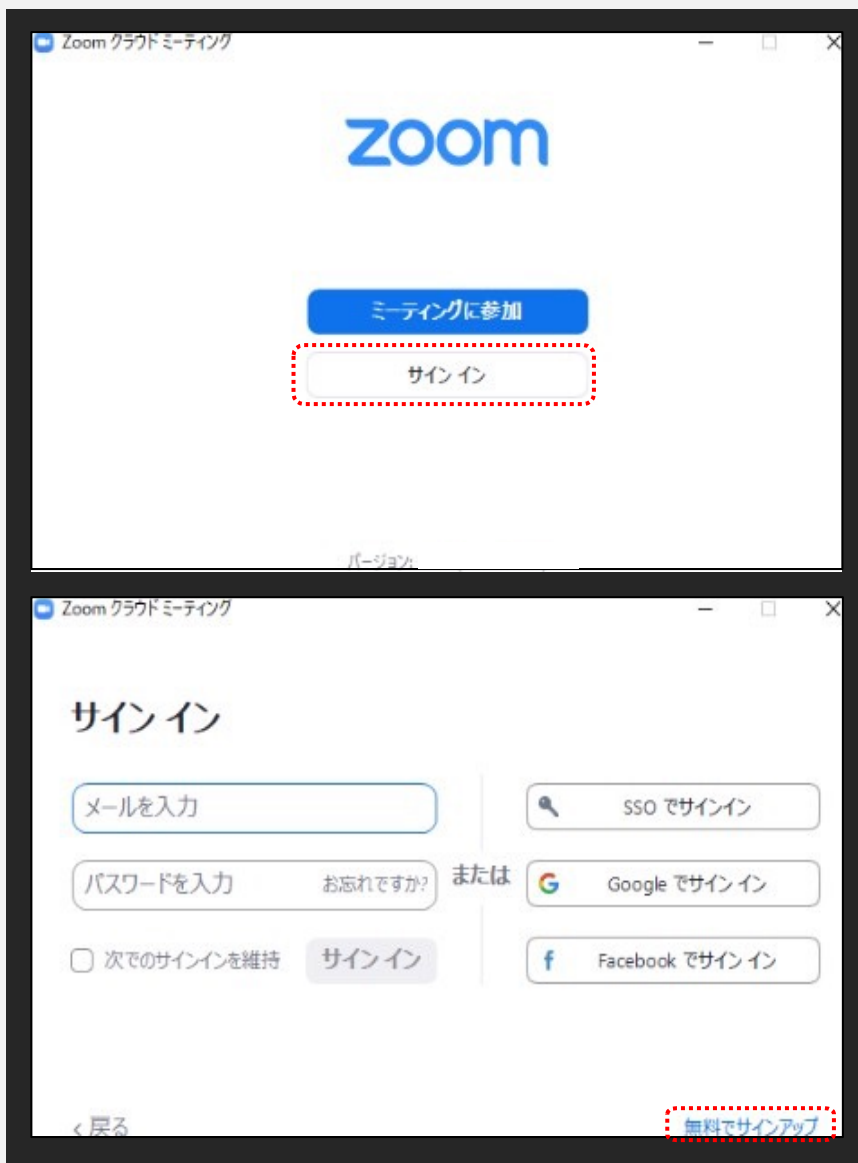 Zoom クラウド ミーティング
zoom
ミーティングに参加
サイン イン
バージョン:
Zoom クラウド ミーティング
サイン イン
メールを入力
SSO でサインイン
パスワードを入力 お忘れですか?
または
Google でサイン イン
次でのサインインを維持 サイン イン
Facebook でサイン イン
< 戻る
無料でサインアップ